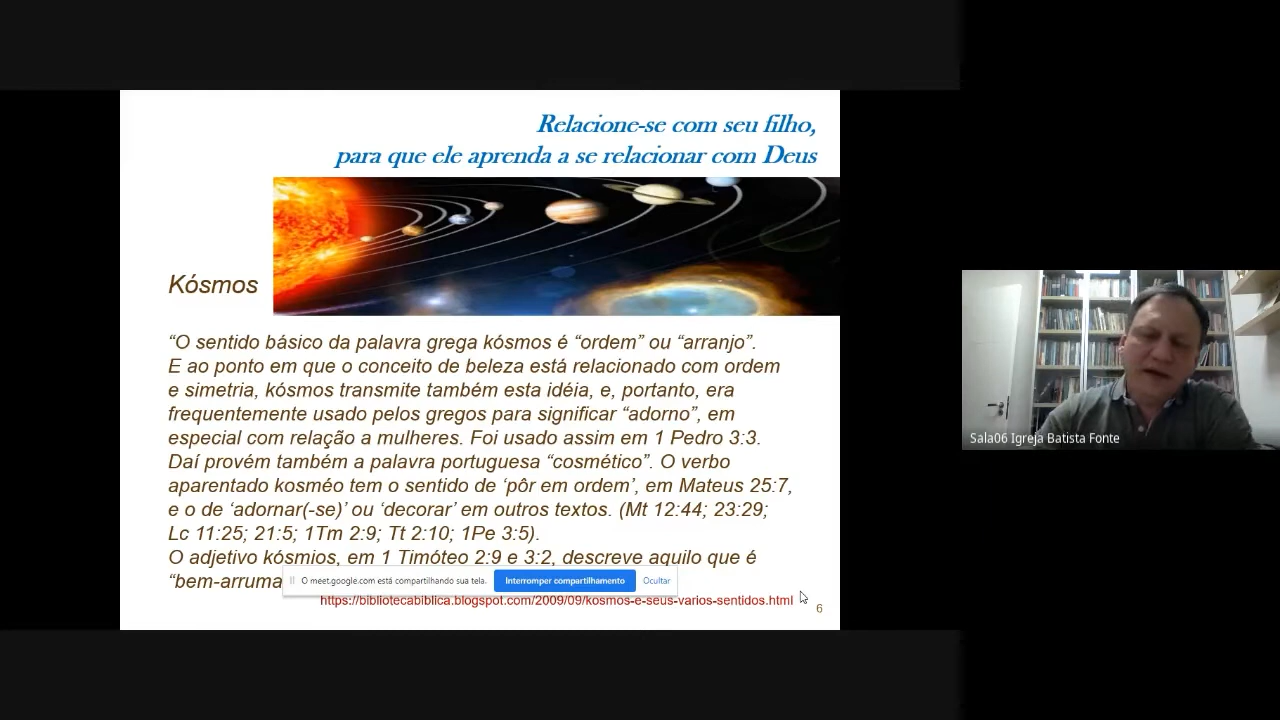 Relacione-se com seu filho,
para que ele aprenda a se relacionar com Deus
Kósmos
“O sentido básico da palavra grega kósmos é “ordem” ou “arranjo”.
E ao ponto em que o conceito de beleza está relacionado com ordem
e simetria, kósmos transmite também esta idéia, e, portanto, era
frequentemente usado pelos gregos para significar “adorno”, em
especial com relação a mulheres. Foi usado assim em 1 Pedro 3:3.
Daí provém também a palavra portuguesa “cosmético”. O verbo
aparentado kosméo tem o sentido de ‘pôr em ordem’, em Mateus 25:7,
e o de ‘adornar(-se)’ ou ‘decorar’ em outros textos. (Mt 12:44; 23:29;
Lc 11:25; 21:5; 1Tm 2:9; Tt 2:10; 1Pe 3:5).
O adjetivo kósmios, em 1 Timóteo 2:9 e 3:2, descreve aquilo que é
“bem-arruma
O meet.google.com está compartilhando sua tela.
Interromper compartilhamento
Ocultar
https://bibliotecabiblica.blogspot.com/2009/09/kosmos-e-seus-varios-sentidos.html
6
Sala06 Igreja Batista Fonte